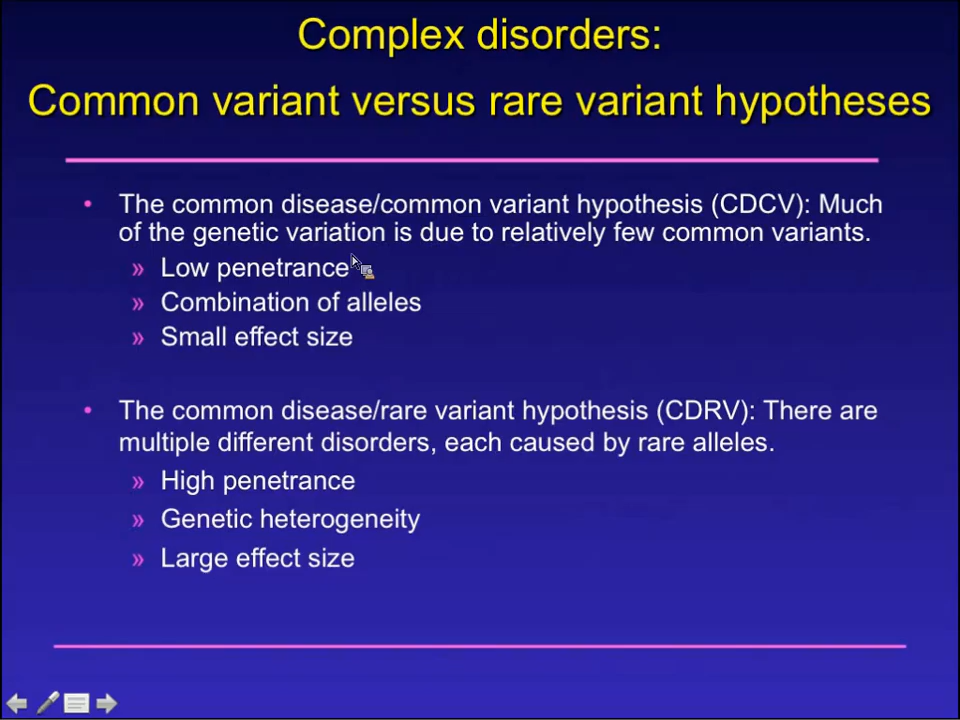 Complex disorders:
Common variant versus rare variant hypotheses
• The common disease/common variant hypothesis (CDCV): Much
of the genetic variation is due to relatively few common variants.
» Low penetrance
» Combination of alleles
» Small effect size
• The common disease/rare variant hypothesis (CDRV): There are
multiple different disorders, each caused by rare alleles.
» High penetrance
» Genetic heterogeneity
» Large effect size